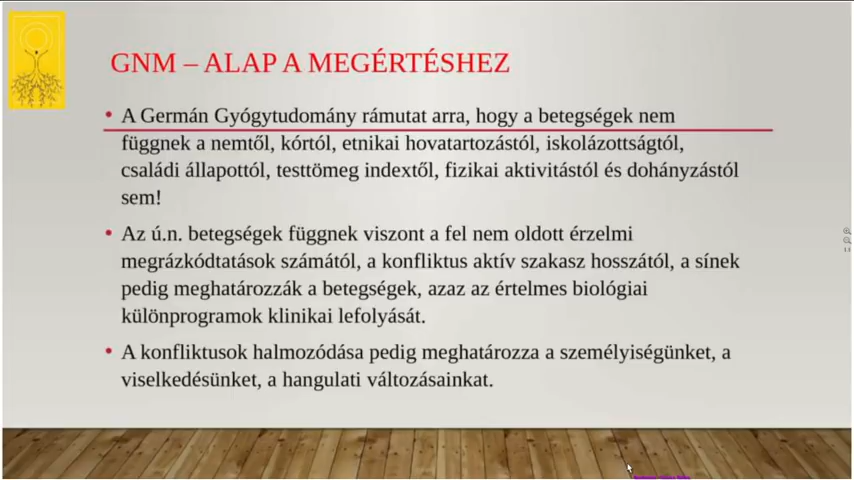 GNM – ALAP A MEGÉRTÉSHEZ
• A Germán Gyógytudomány rámutat arra, hogy a betegségek nem
függnek a nemtől, kórtól, etnikai hovatartozástól, iskolázottságtól,
családi állapottól, testtömeg indextől, fizikai aktivitástól és dohányzástól
sem!
• Az ú.n. betegségek függnek viszont a fel nem oldott érzelmi
megrázkódtatások számától, a konfliktus aktív szakasz hosszától, a sínek
pedig meghatározzák a betegségek, azaz az értelmes biológiai
különprogramok klinikai lefolyását.
• A konfliktusok halmozódása pedig meghatározza a személyiségünket, a
viselkedésünket, a hangulati változásainkat.